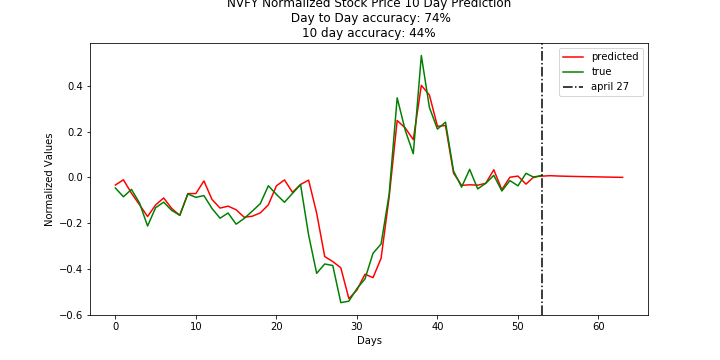 NVFY Normalized Stock Price 10 Day Prediction
Day to Day accuracy: 74%
10 day accuracy: 44%
predicted
true
april 27
0.4
0.2
0.0
−0.2
−0.4
−0.6
Normalized Values
0 10 20 30 40 50 60
Days